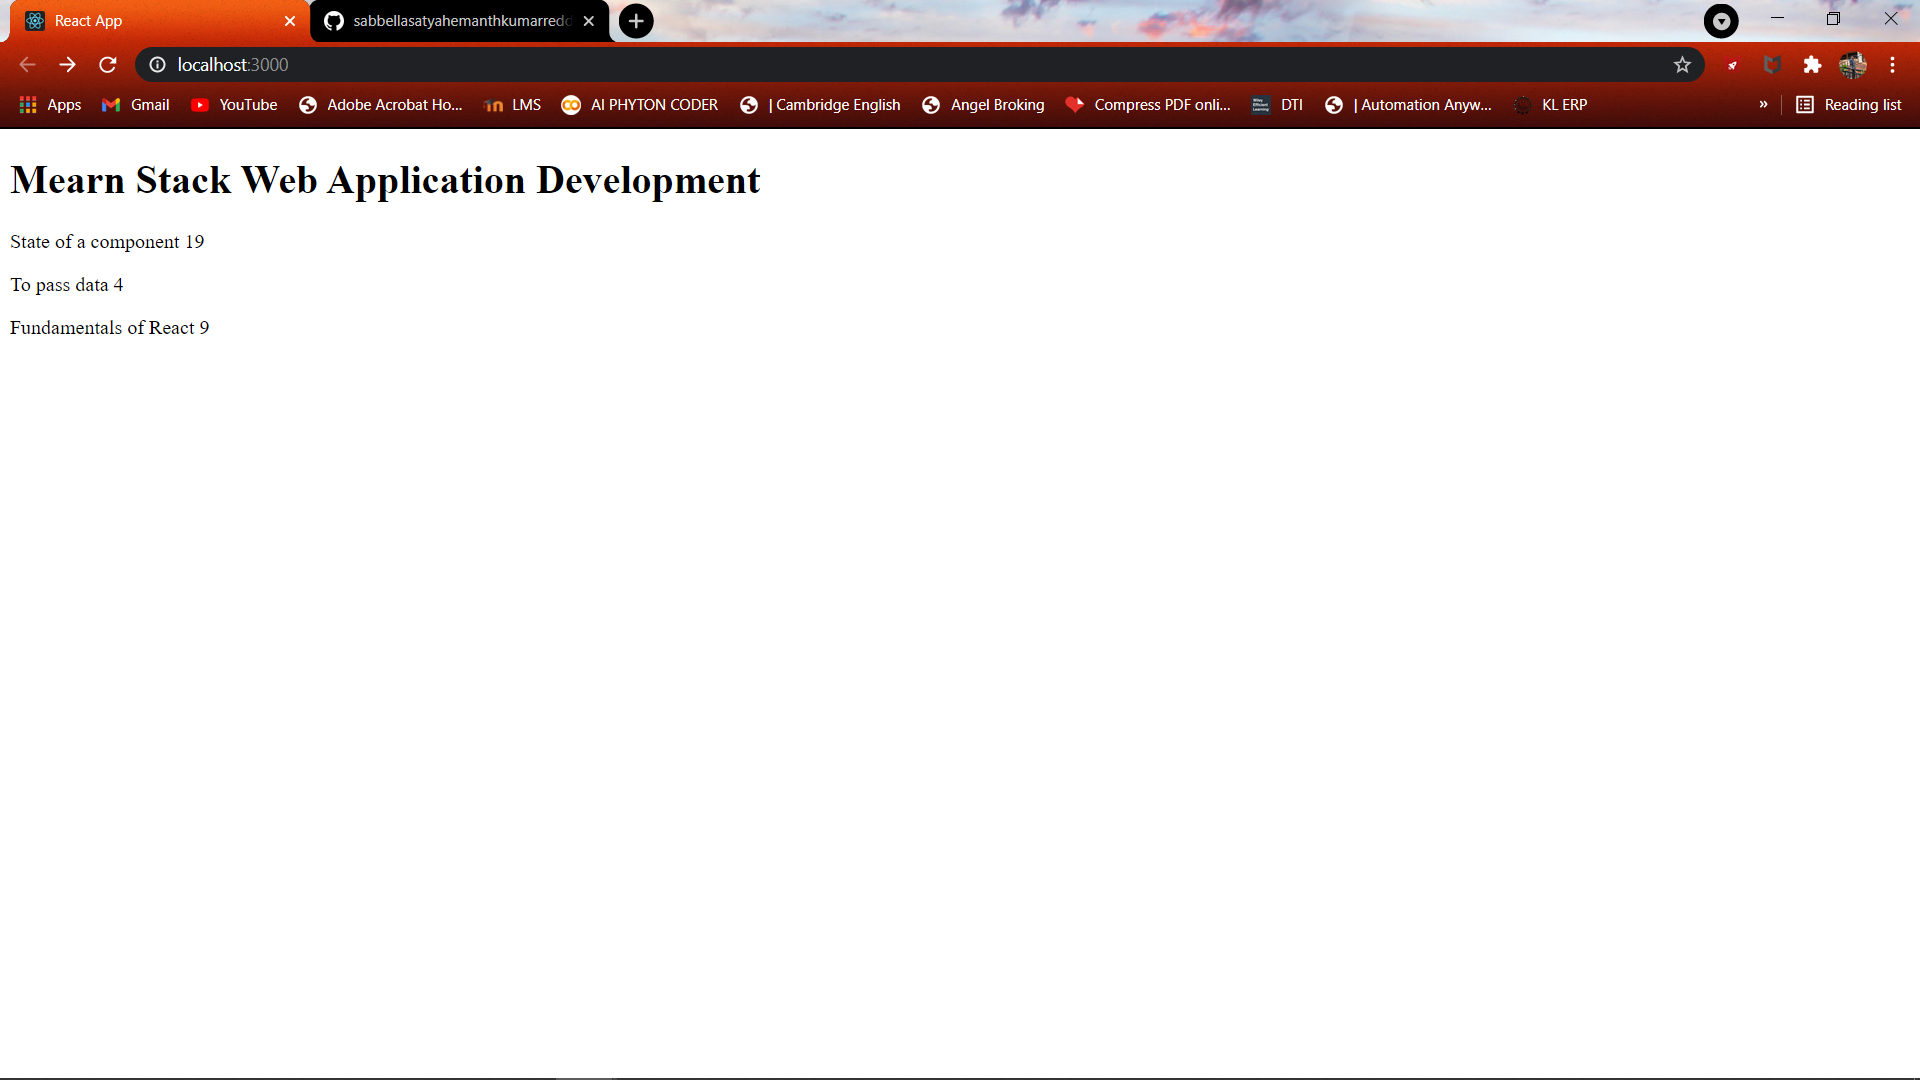 React App
sabbellasatyahemanthkumarredd
localhost:3000
Apps Gmail YouTube Adobe Acrobat Ho... LMS AI PHYTON CODER | Cambridge English Angel Broking Compress PDF onli... DTI | Automation Anyw... KL ERP » Reading list
Mearn Stack Web Application Development
State of a component 19
To pass data 4
Fundamentals of React 9